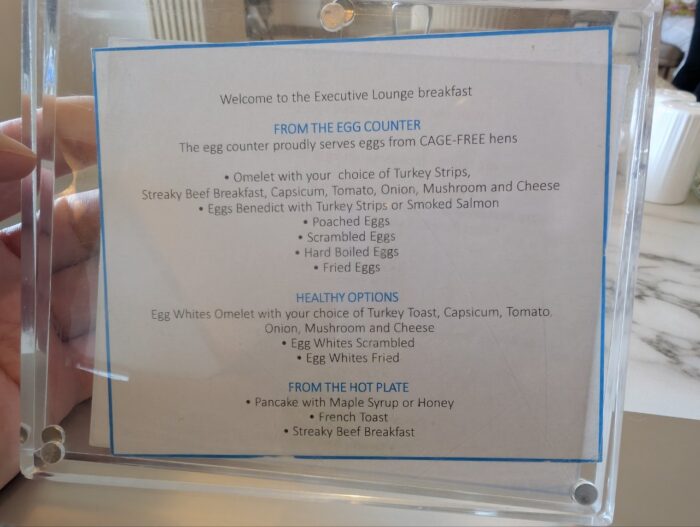 Welcome to the Executive Lounge breakfast
FROM THE EGG COUNTER
The egg counter proudly serves eggs from CAGE-FREE hens
• Omelet with your choice of Turkey Strips,
Streaky Beef Breakfast, Capsicum, Tomato, Onion, Mushroom and Cheese
• Eggs Benedict with Turkey Strips or Smoked Salmon
• Poached Eggs
• Scrambled Eggs
• Hard Boiled Eggs
• Fried Eggs
HEALTHY OPTIONS
Egg Whites Omelet with your choice of Turkey Toast, Capsicum, Tomato,
Onion, Mushroom and Cheese
• Egg Whites Scrambled
• Egg Whites Fried
FROM THE HOT PLATE
• Pancake with Maple Syrup or Honey
• French Toast
• Streaky Beef Breakfast